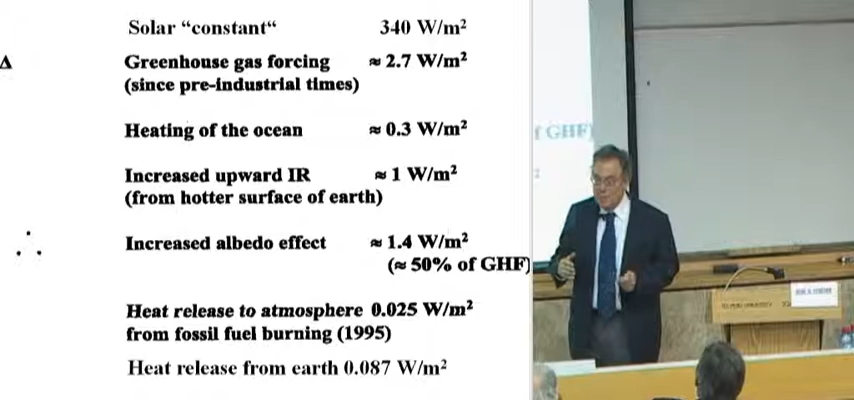 Solar “constant“ 340 W/m²
Δ Greenhouse gas forcing ≈ 2.7 W/m²
(since pre-industrial times)
Heating of the ocean ≈ 0.3 W/m²
Increased upward IR ≈ 1 W/m²
(from hotter surface of earth)
∴ Increased albedo effect ≈ 1.4 W/m²
(≈ 50% of GHF)
Heat release to atmosphere 0.025 W/m²
from fossil fuel burning (1995)
Heat release from earth 0.087 W/m²
f GHF)